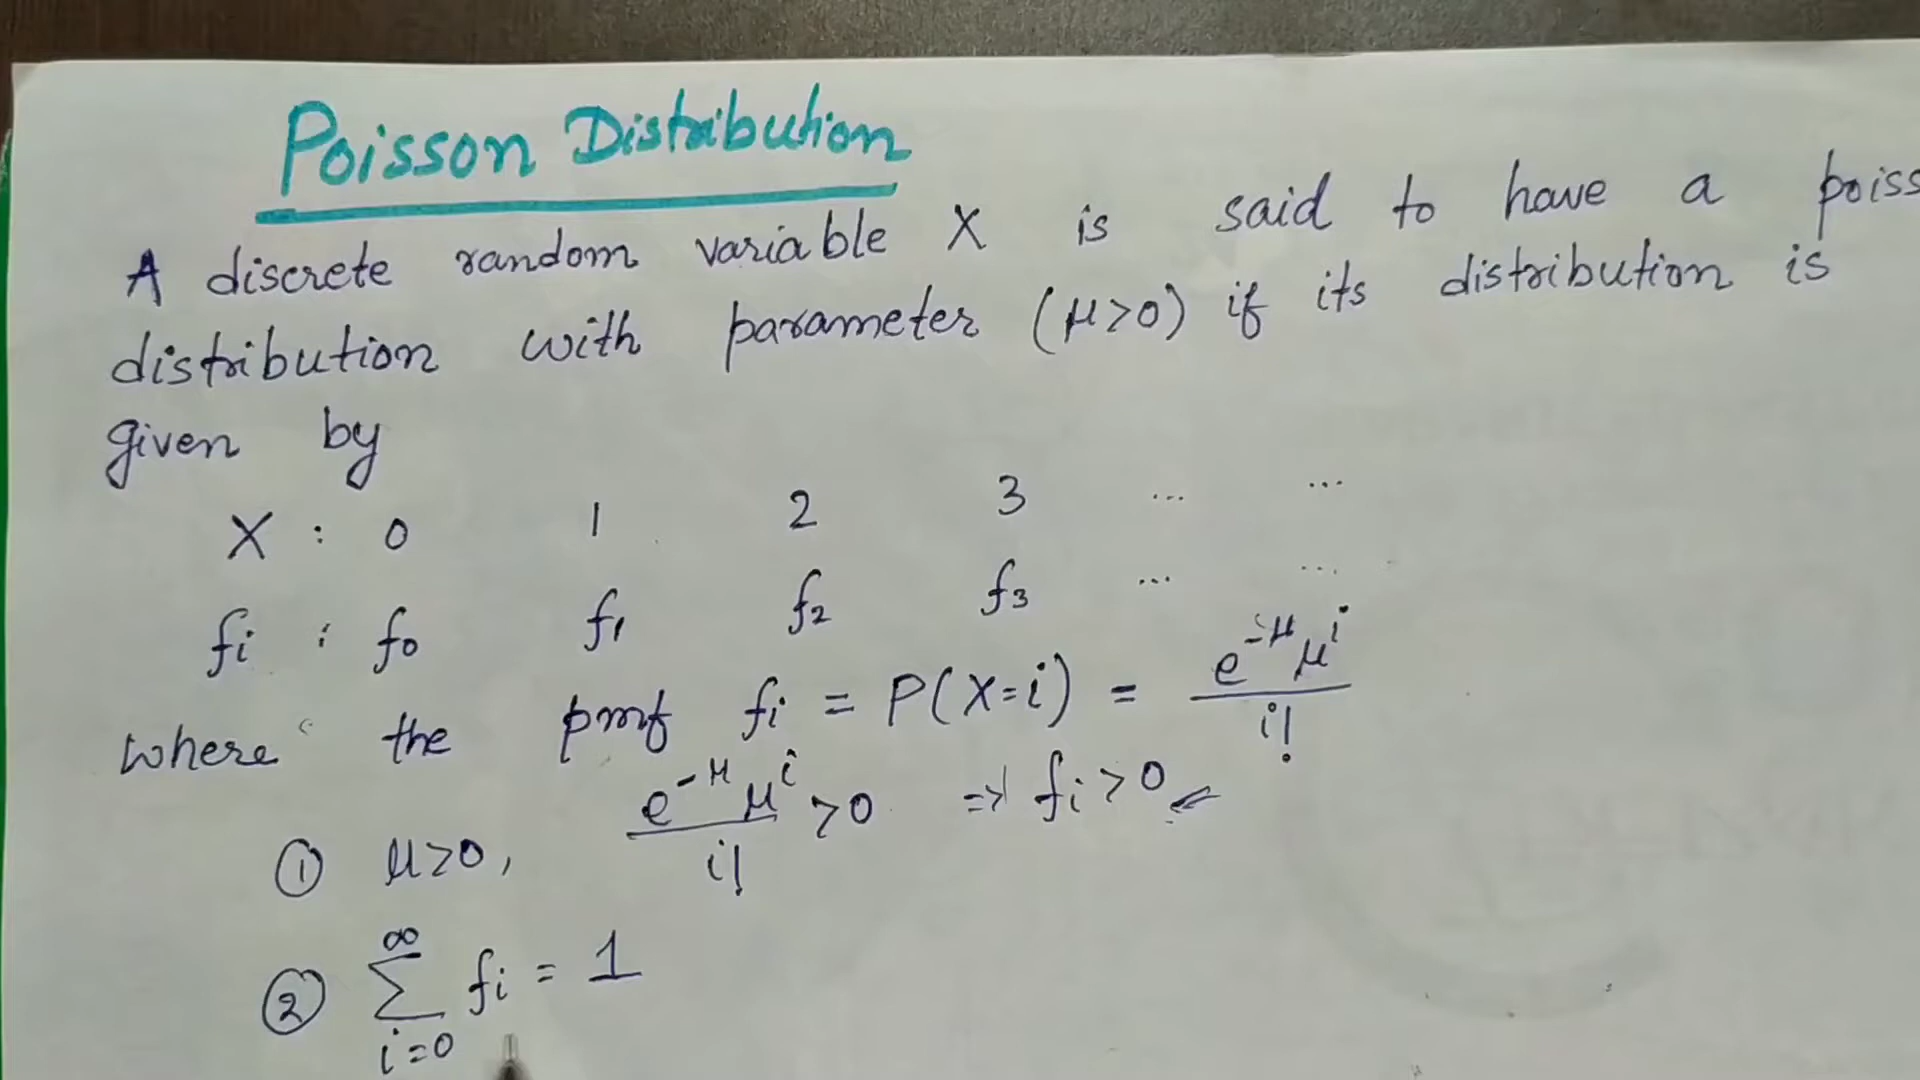 Poisson Distribution
A discrete random variable X is said to have a poiss
distribution with parameter (μ>0) if its distribution is
given by
X : 0 1 2 3 ... ...
fi : f0 f1 f2 f3 ... ...
where the pmf fi = P(X=i) = e^-μ μ^i / i!
① μ>0, e^-μ μ^i / i! >0 => fi>0
② ∑_{i=0}^{∞} fi = 1